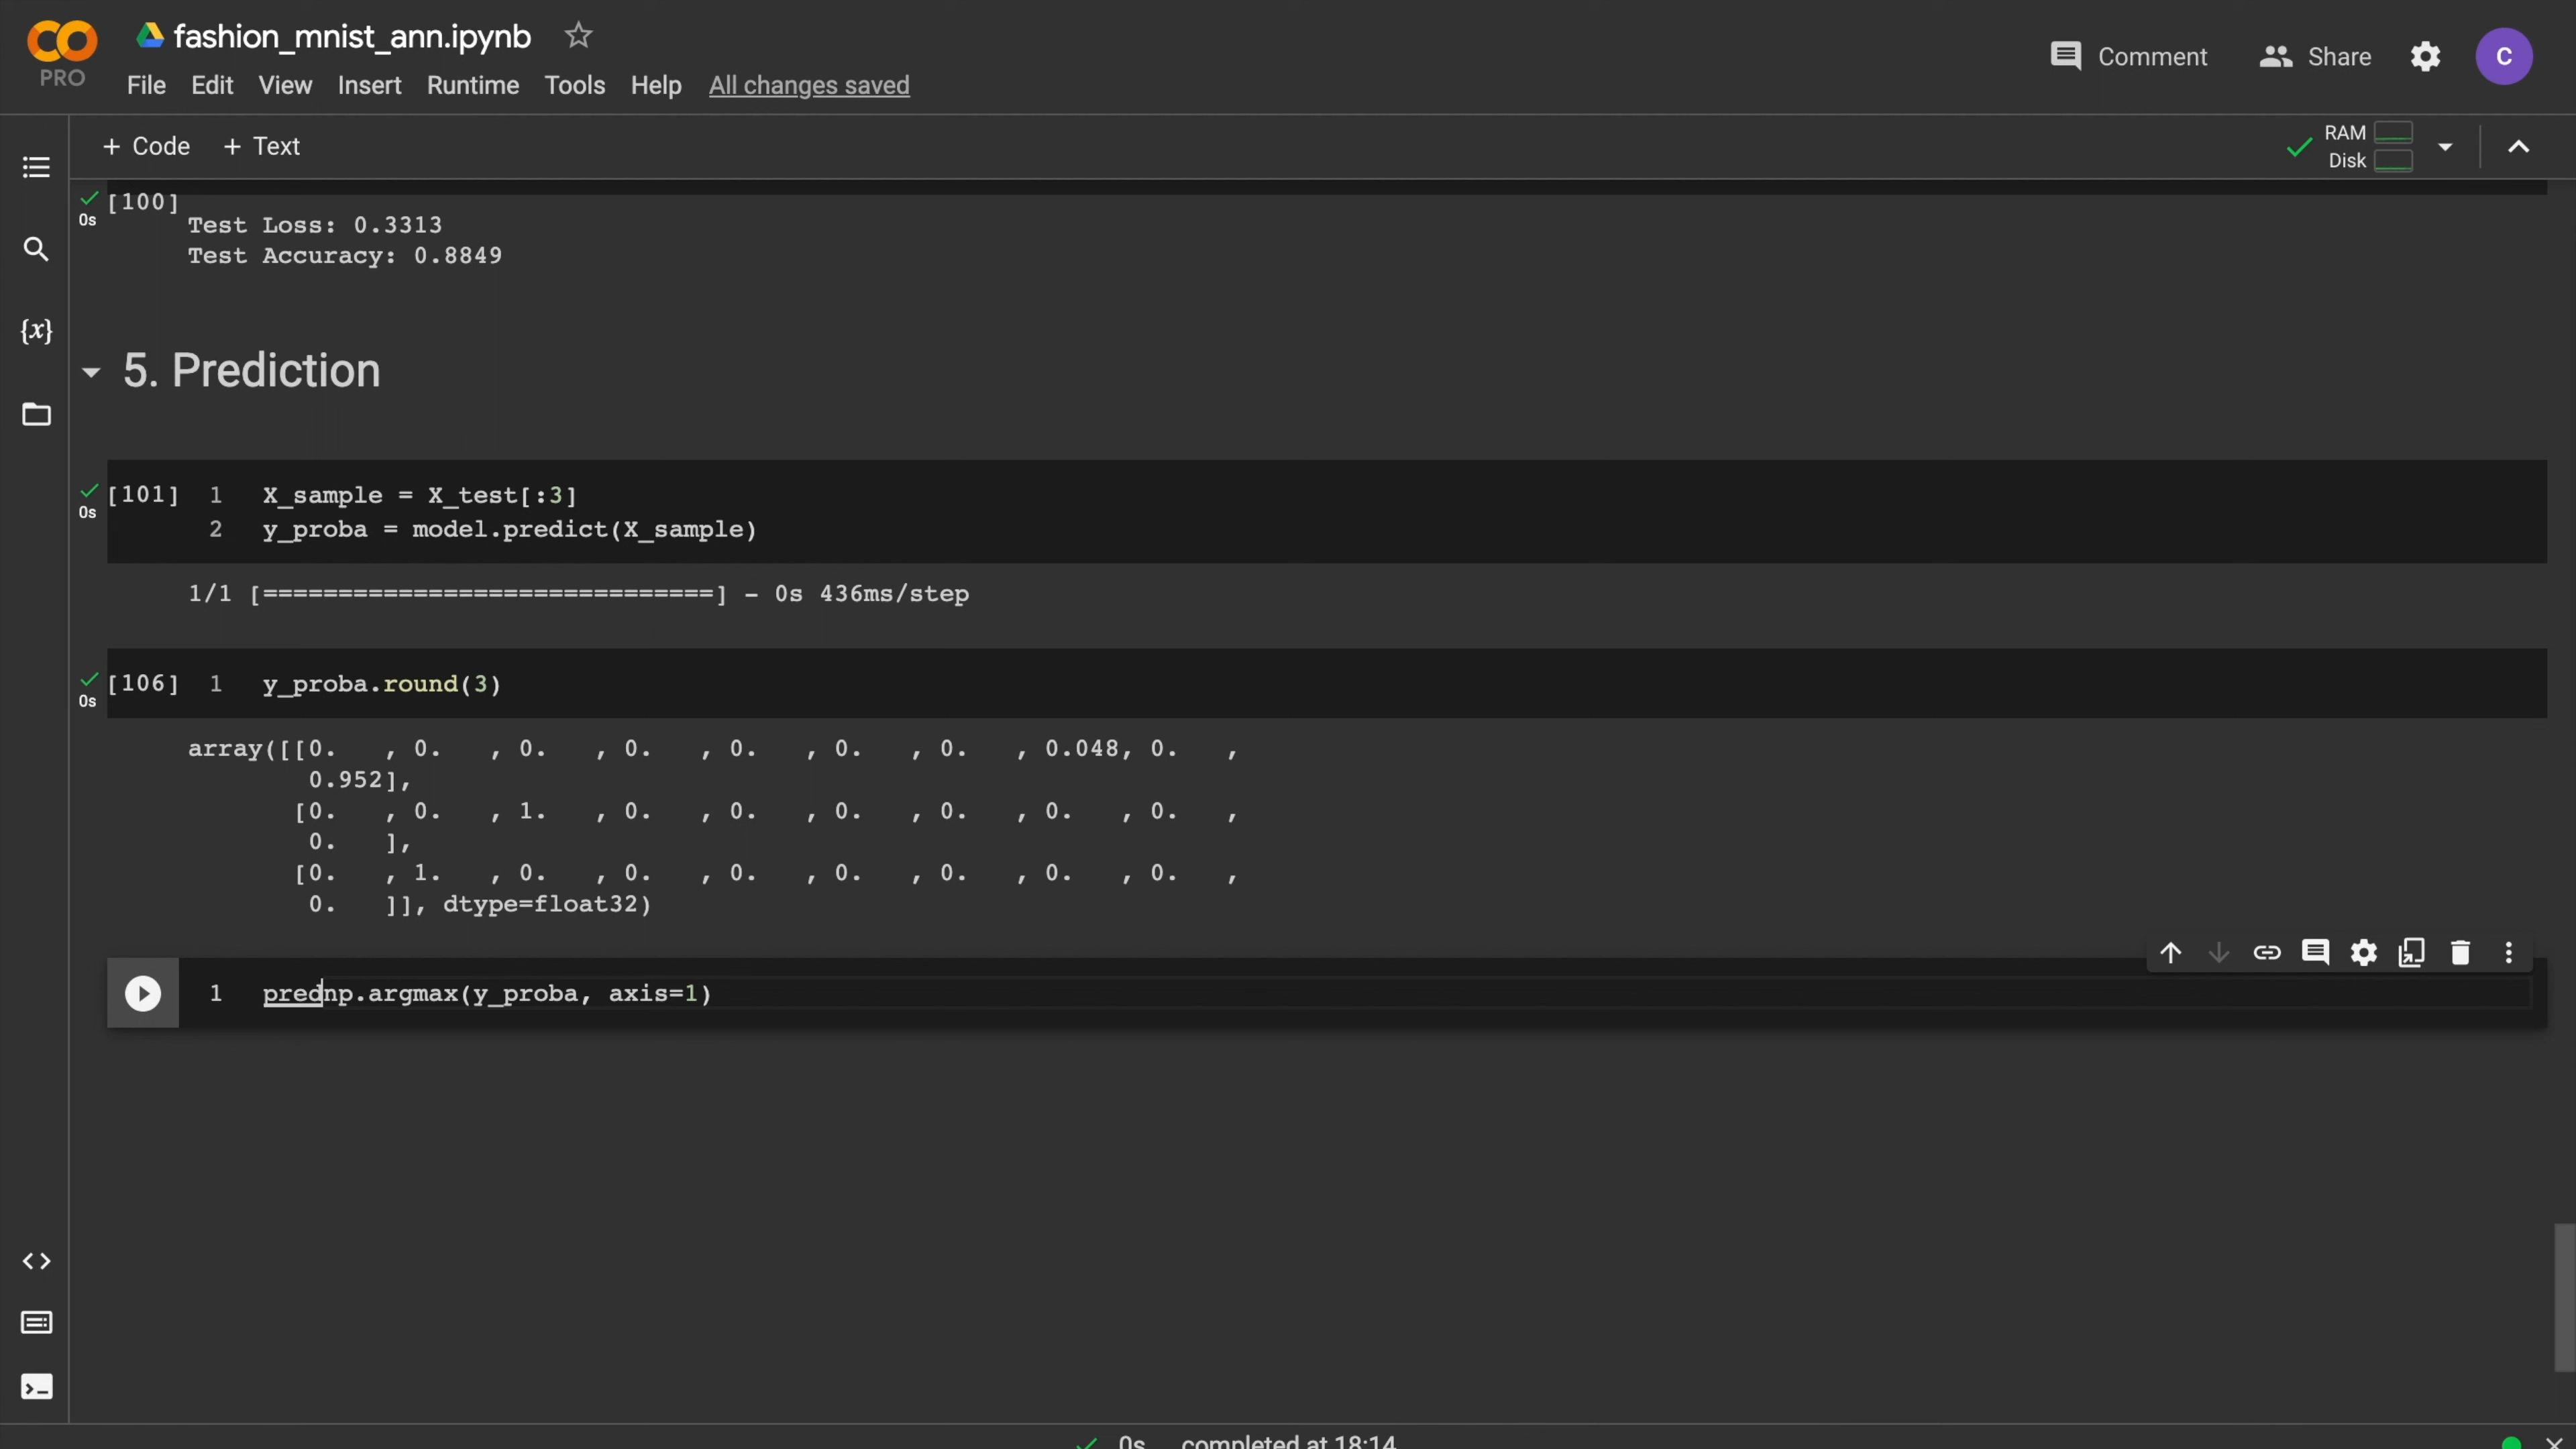 fashion_mnist_ann.ipynb
PRO
File Edit View Insert Runtime Tools Help All changes saved
Comment Share C
+ Code + Text
RAM
Disk
[100]
0s
Test Loss: 0.3313
Test Accuracy: 0.8849
{x}
5. Prediction
[101] 1 X_sample = X_test[:3]
0s
2 y_proba = model.predict(X_sample)
1/1 [==============================] - 0s 436ms/step
[106] 1 y_proba.round(3)
0s
array([[0. , 0. , 0. , 0. , 0. , 0. , 0. , 0.048, 0. ,
0.952],
[0. , 0. , 1. , 0. , 0. , 0. , 0. , 0. , 0. ,
0. ],
[0. , 1. , 0. , 0. , 0. , 0. , 0. , 0. , 0. ,
0. ]], dtype=float32)
1 prednp.argmax(y_proba, axis=1)
0s completed at 18:14